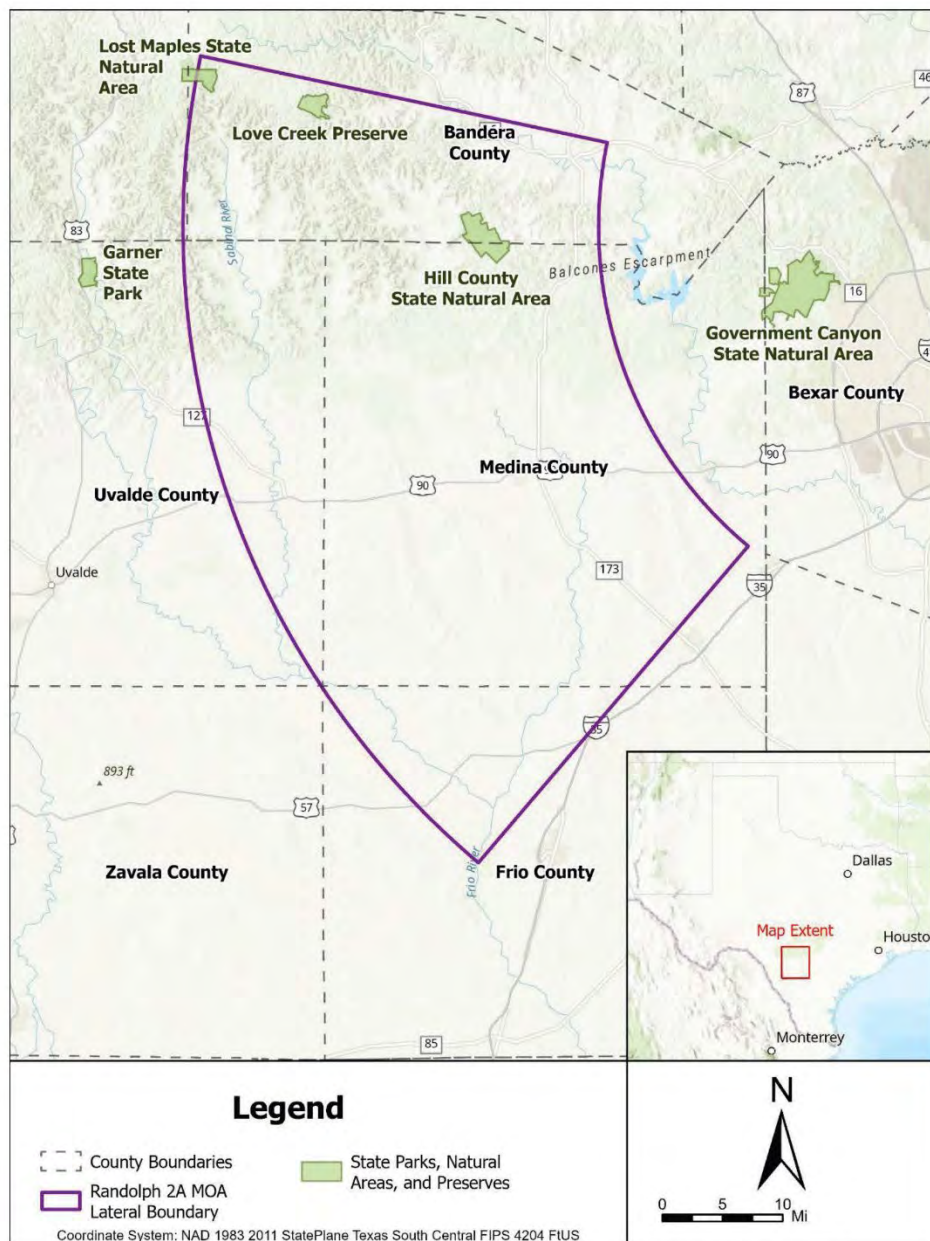 Lost Maples State
Natural
Area
87
46
Love Creek Preserve
Bandera
County
83
Sabinal River
Garner
State
Park
Hill County
State Natural Area
Balcones Escarpment
16
Government Canyon
State Natural Area
Bexar County
127
90
Medina County
90
90
Uvalde County
Uvalde
173
35
35
893 ft
57
Zavala County
Frio River
Frio County
85
Dallas
Map Extent
Housto
Monterrey
Legend
County Boundaries
Randolph 2A MOA
Lateral Boundary
State Parks, Natural
Areas, and Preserves
N
0 5 10
Mi
Coordinate System: NAD 1983 2011 StatePlane Texas South Central FIPS 4204 FtUS